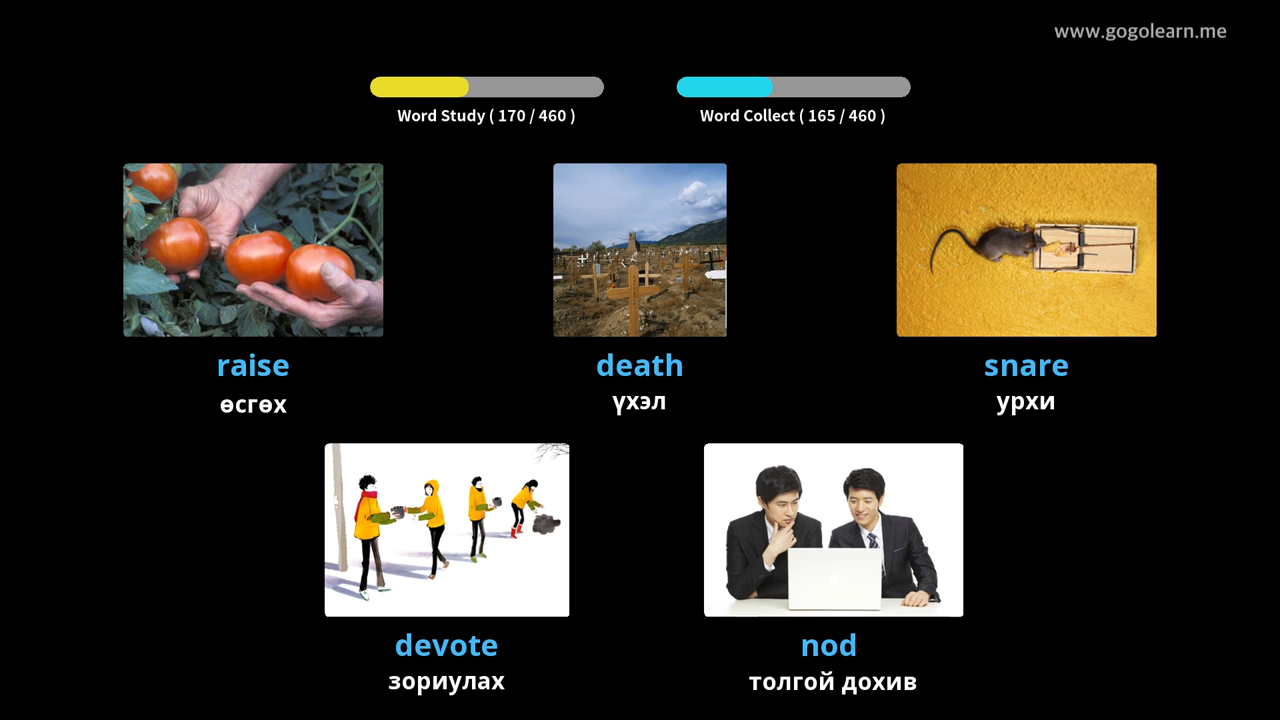 www.gogolearn.me
Word Study ( 170 / 460 )
Word Collect ( 165 / 460 )
raise
өсгөх
death
үхэл
snare
урхи
devote
зориулах
nod
толгой дохив